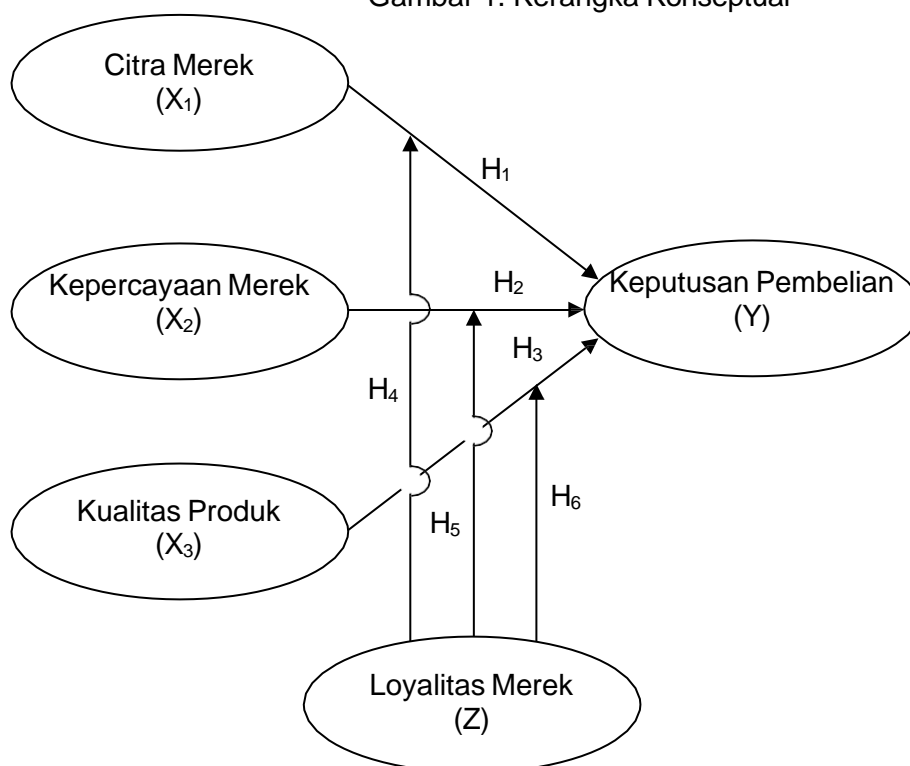 Gambar 1. Kerangka Konseptual
Citra Merek
(X₁)
H₁
Kepercayaan Merek
(X₂)
H₂
Keputusan Pembelian
(Y)
H₃
H₄
Kualitas Produk
(X₃)
H₅
H₆
Loyalitas Merek
(Z)